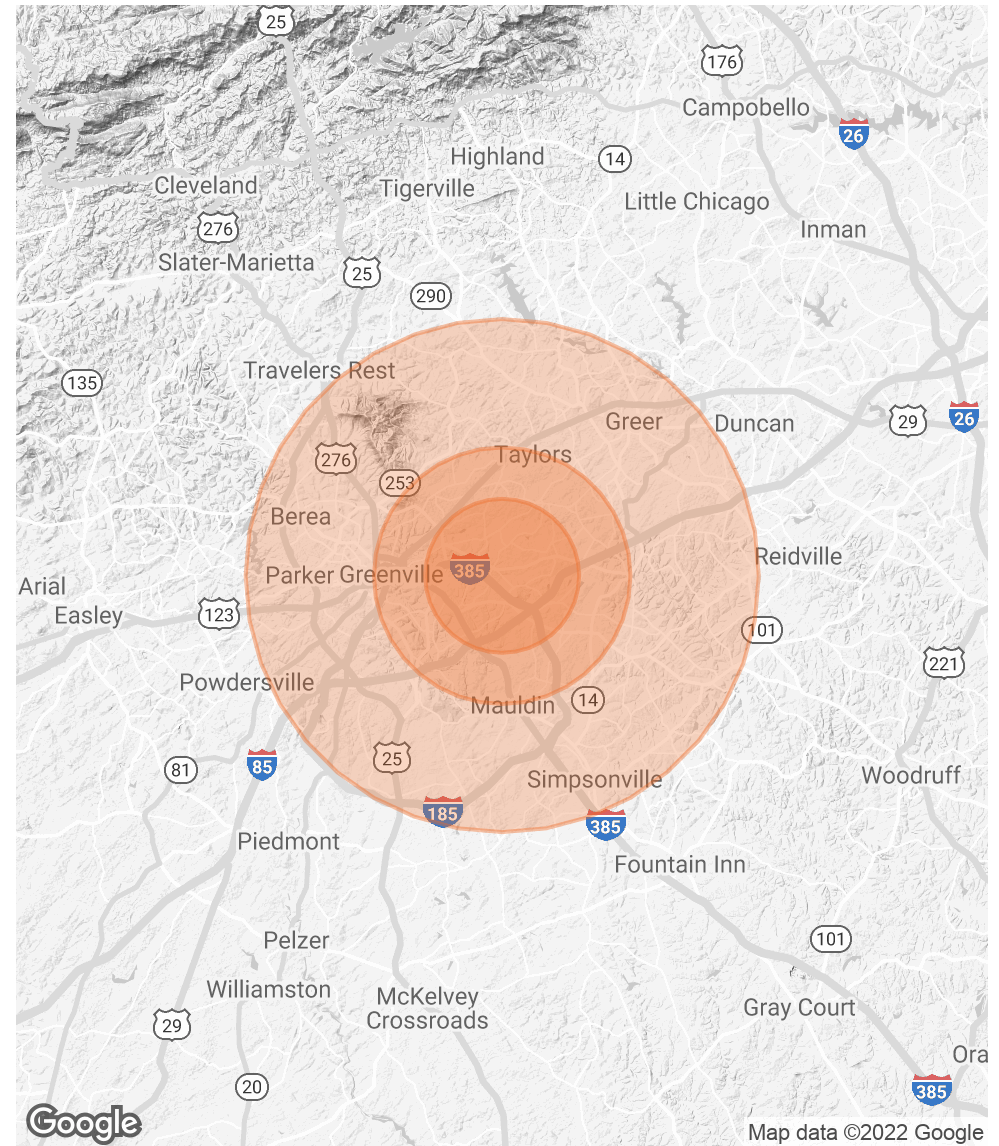 25
176
Campobello
26
Highland
14
Cleveland
Tigerville
Little Chicago
276
Inman
Slater-Marietta
25
290
Travelers Rest
135
Greer
Duncan
29
26
Taylors
276
253
Berea
Reidville
Parker
Greenville
385
Arial
Easley
123
101
221
Powdersville
14
Mauldin
25
85
81
Simpsonville
Woodruff
185
385
Piedmont
Fountain Inn
Pelzer
101
Williamston
McKelvey
Crossroads
Gray Court
29
Ora
20
385
Google
Map data ©2022 Google